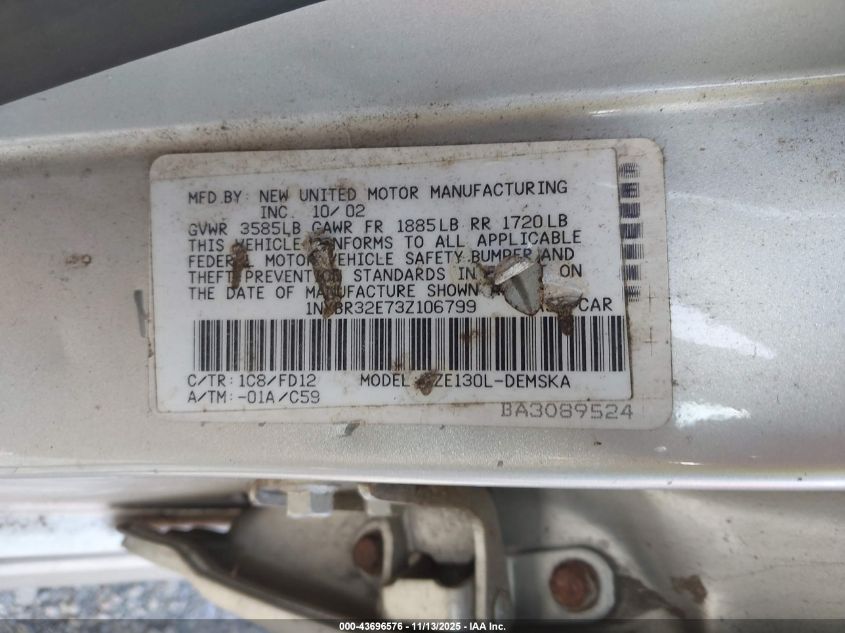 MFD.BY: NEW UNITED MOTOR MANUFACTURING
INC. 10/02
GVWR 3585LB GAWR FR 1885LB RR 1720LB
THIS VEHICLE CONFORMS TO ALL APPLICABLE
FEDERAL MOTOR VEHICLE SAFETY BUMPER AND
THEFT PREVENTION STANDARDS IN ON
THE DATE OF MANUFACTURE SHOWN
BR32E73Z106799 CAR
C/TR: 1C8/FD12 MODEL ZE130L-DEMSKA
A/TM: -01A/C59
BA3089524
000-43696576 - 11/13/2025 - IAA Inc.